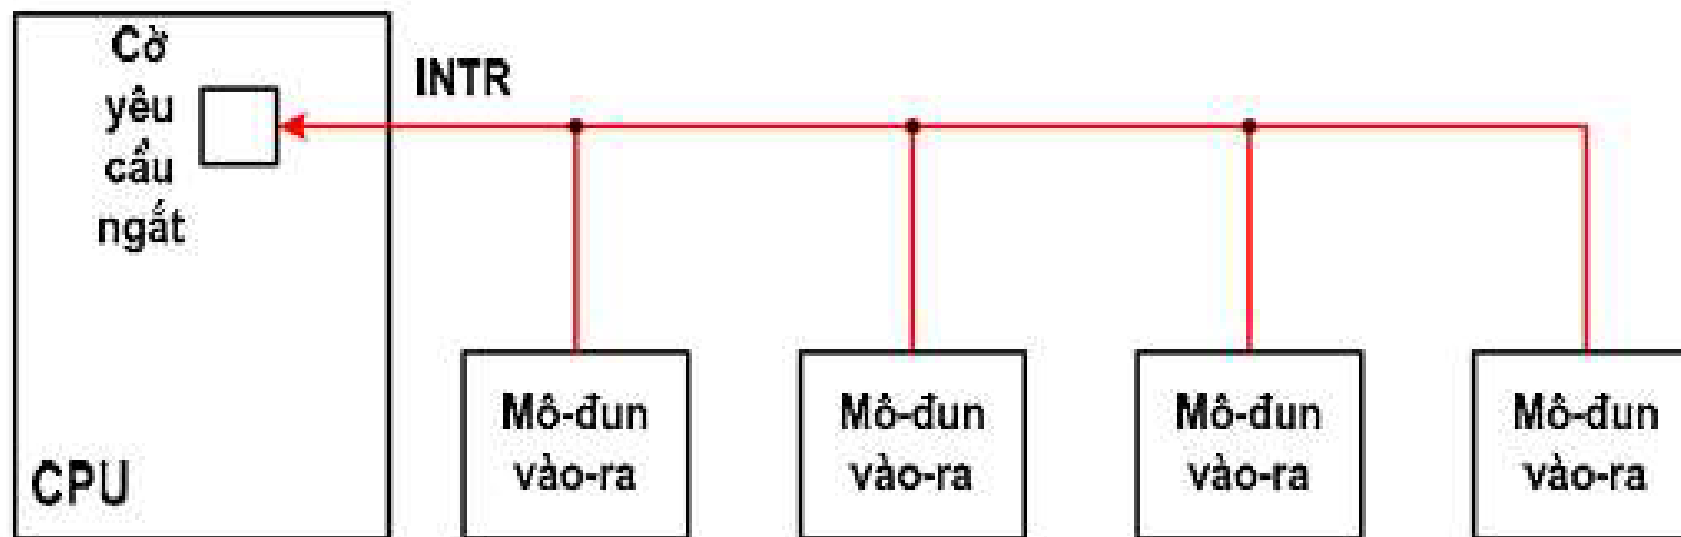 Cờ
yêu
cầu
ngắt
INTR
CPU
Mô-đun
vào-ra
Mô-đun
vào-ra
Mô-đun
vào-ra
Mô-đun
vào-ra